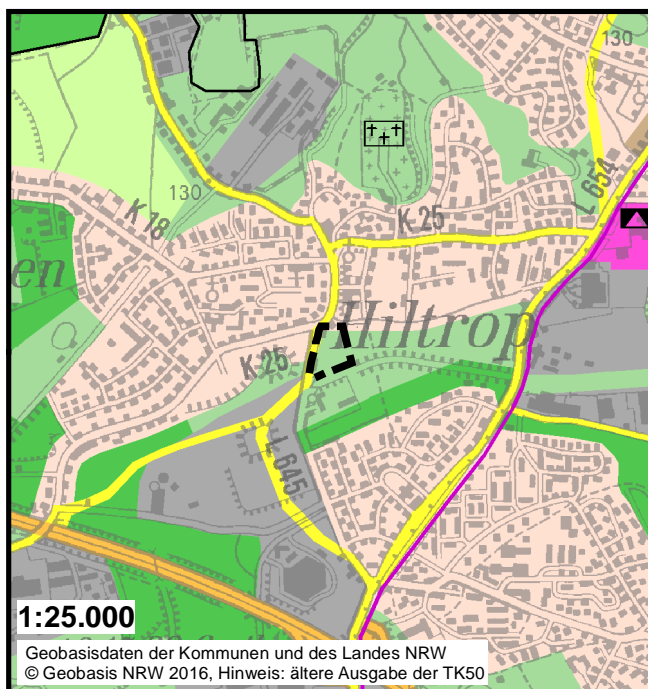 130
130
L 654
K 18
K 25
en
Hiltrop
K 25
L 645
1:25.000
Geobasisdaten der Kommunen und des Landes NRW
© Geobasis NRW 2016, Hinweis: ältere Ausgabe der TK50